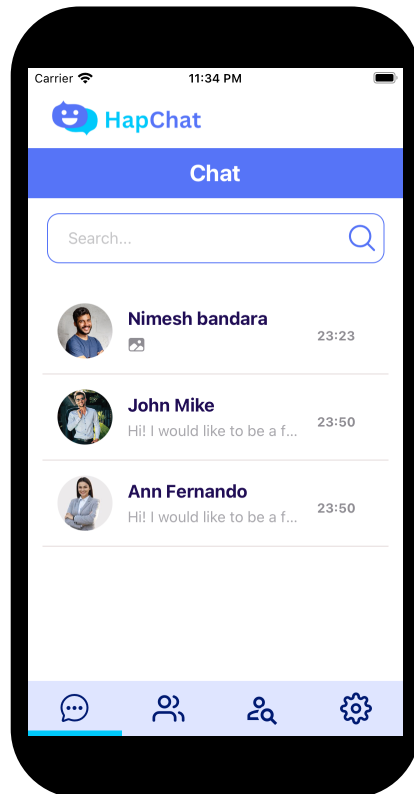 Carrier 11:34 PM
HapChat
Chat
Search...
Nimesh bandara
23:23
John Mike
Hi! I would like to be a f... 23:50
Ann Fernando
Hi! I would like to be a f... 23:50